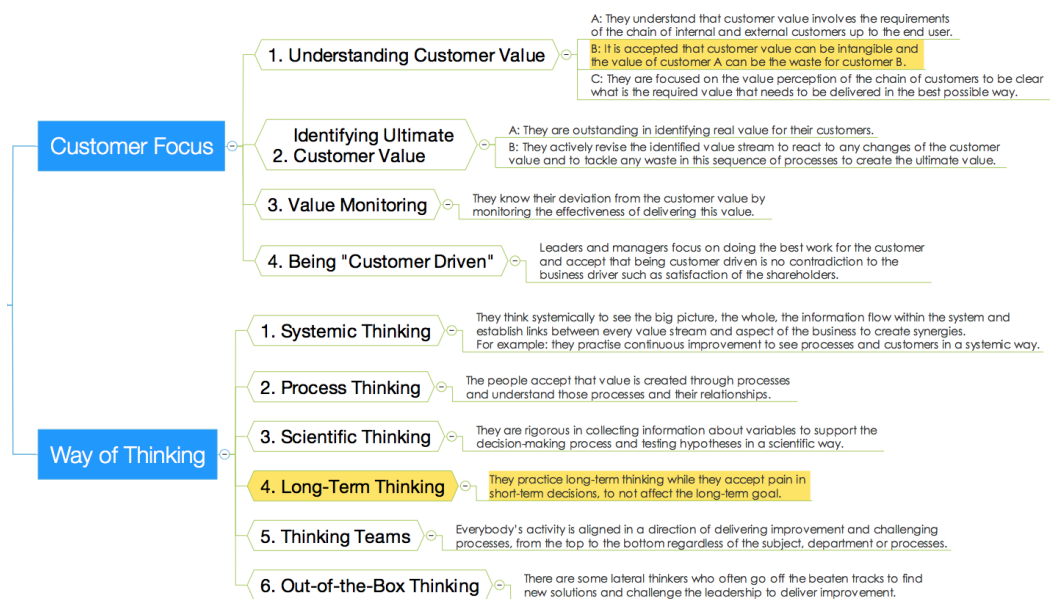 Customer Focus
1. Understanding Customer Value
A: They understand that customer value involves the requirements
of the chain of internal and external customers up to the end user.
B: It is accepted that customer value can be intangible and
the value of customer A can be the waste for customer B.
C: They are focused on the value perception of the chain of customers to be clear
what is the required value that needs to be delivered in the best possible way.
Identifying Ultimate
2. Customer Value
A: They are outstanding in identifying real value for their customers.
B: They actively revise the identified value stream to react to any changes of the customer
value and to tackle any waste in this sequence of processes to create the ultimate value.
3. Value Monitoring
They know their deviation from the customer value by
monitoring the effectiveness of delivering this value.
4. Being "Customer Driven"
Leaders and managers focus on doing the best work for the customer
and accept that being customer driven is no contradiction to the
business driver such as satisfaction of the shareholders.
Way of Thinking
1. Systemic Thinking
They think systemically to see the big picture, the whole, the information flow within the system and
establish links between every value stream and aspect of the business to create synergies.
For example: they practise continuous improvement to see processes and customers in a systemic way.
2. Process Thinking
The people accept that value is created through processes
and understand those processes and their relationships.
3. Scientific Thinking
They are rigorous in collecting information about variables to support the
decision-making process and testing hypotheses in a scientific way.
4. Long-Term Thinking
They practice long-term thinking while they accept pain in
short-term decisions, to not affect the long-term goal.
5. Thinking Teams
Everybody's activity is aligned in a direction of delivering improvement and challenging
processes, from the top to the bottom regardless of the subject, department or processes.
6. Out-of-the-Box Thinking
There are some lateral thinkers who often go off the beaten tracks to find
new solutions and challenge the leadership to deliver improvement.